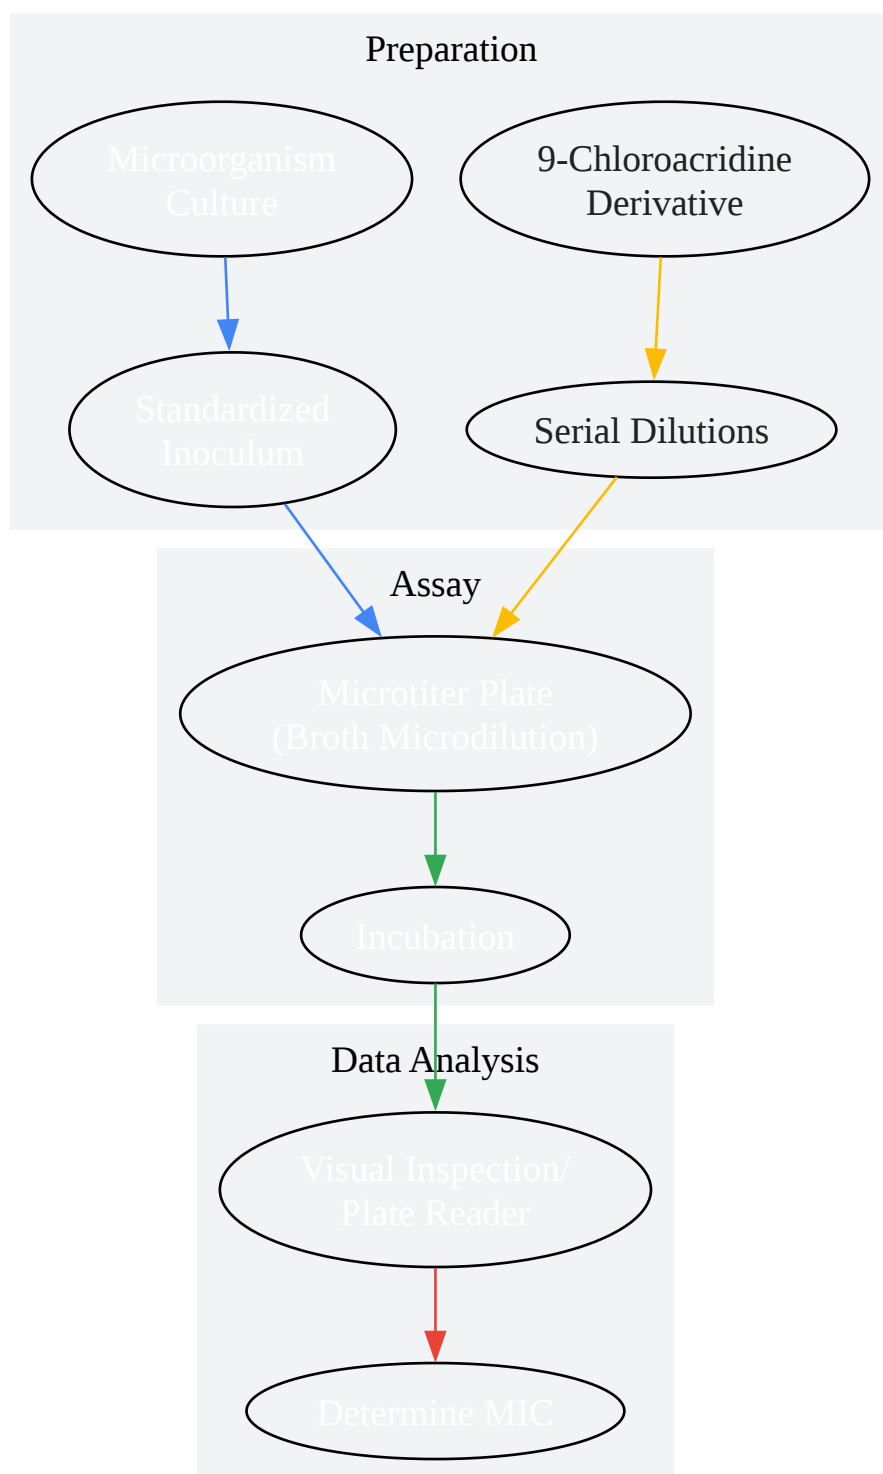 Preparation
Microorganism
Culture
9-Chloroacridine
Derivative
Standardized
Inoculum
Serial Dilutions
Assay
Microtiter Plate
(Broth Microdilution)
Incubation
Data Analysis
Visual Inspection/
Plate Reader
Determine MIC